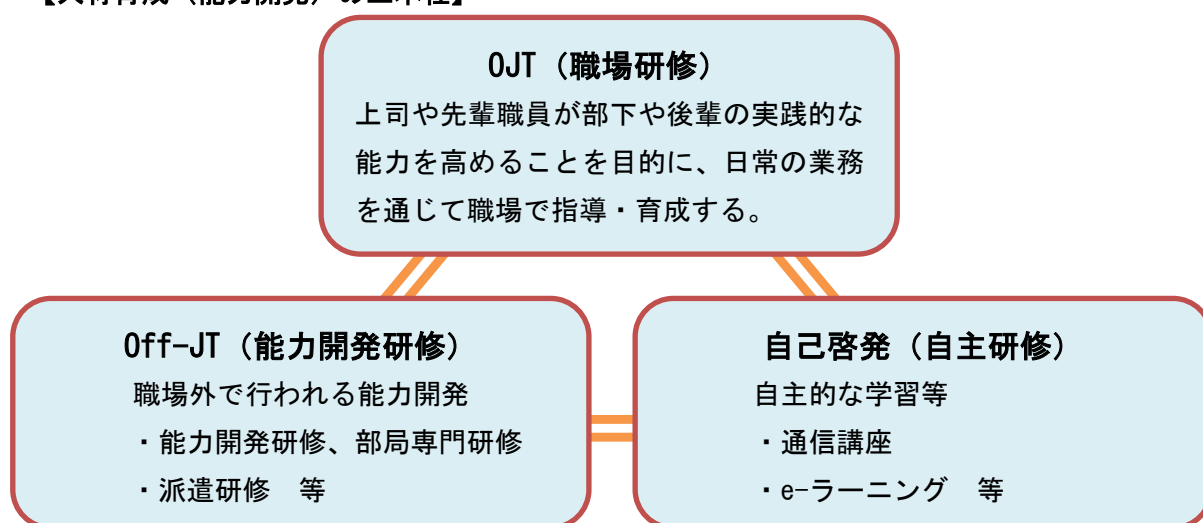 OJT（職場研修）
上司や先輩職員が部下や後輩の実践的な
能力を高めることを目的に、日常の業務
を通じて職場で指導・育成する。
Off-JT（能力開発研修）
職場外で行われる能力開発
・能力開発研修、部局専門研修
・派遣研修　等
自己啓発（自主研修）
自主的な学習等
・通信講座
・e-ラーニング　等